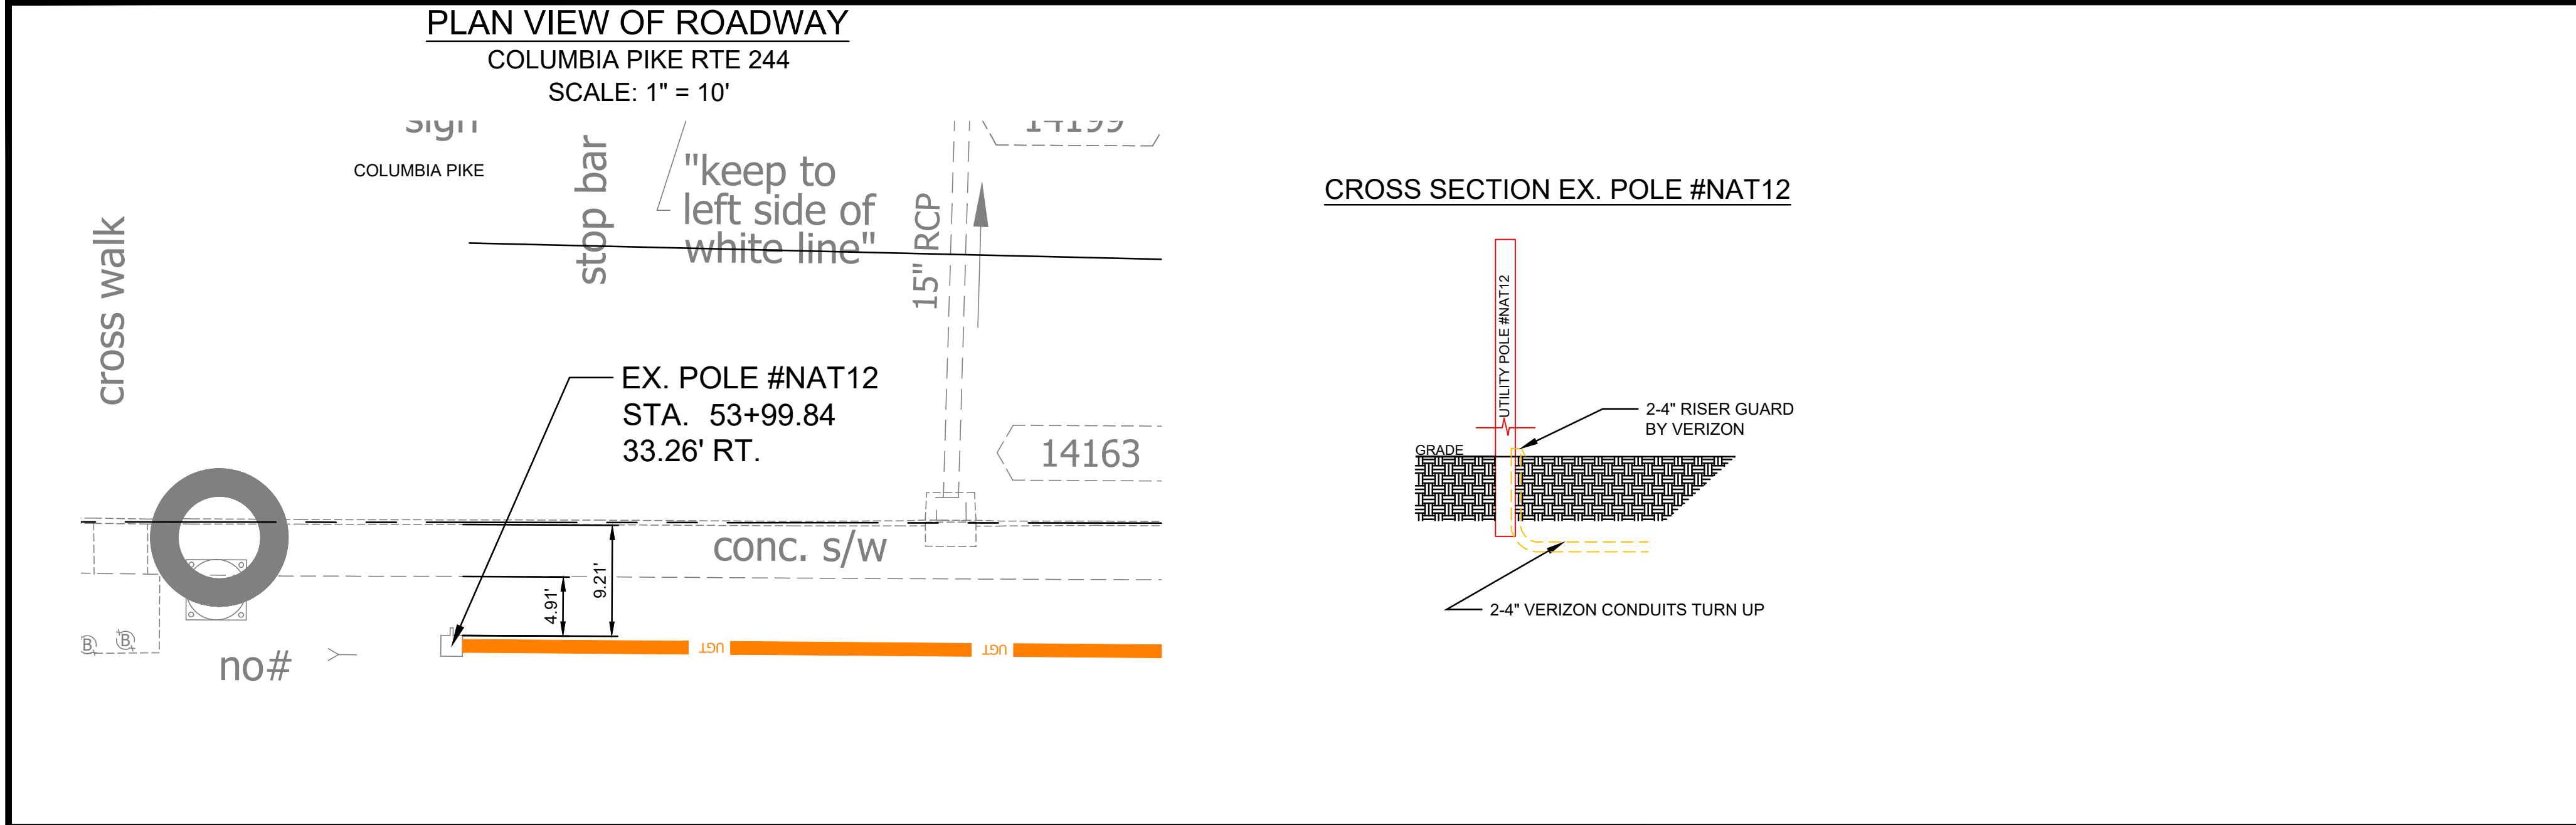 PLAN VIEW OF ROADWAY
COLUMBIA PIKE RTE 244
SCALE: 1" = 10'
sign
COLUMBIA PIKE
cross walk
stop bar
"keep to
left side of
white line"
15" RCP
14199
EX. POLE #NAT12
STA. 53+99.84
33.26' RT.
14163
conc. s/w
4.91'
9.21'
B
B
no#
UGT
UGT
CROSS SECTION EX. POLE #NAT12
UTILITY POLE #NAT12
2-4" RISER GUARD
BY VERIZON
GRADE
2-4" VERIZON CONDUITS TURN UP